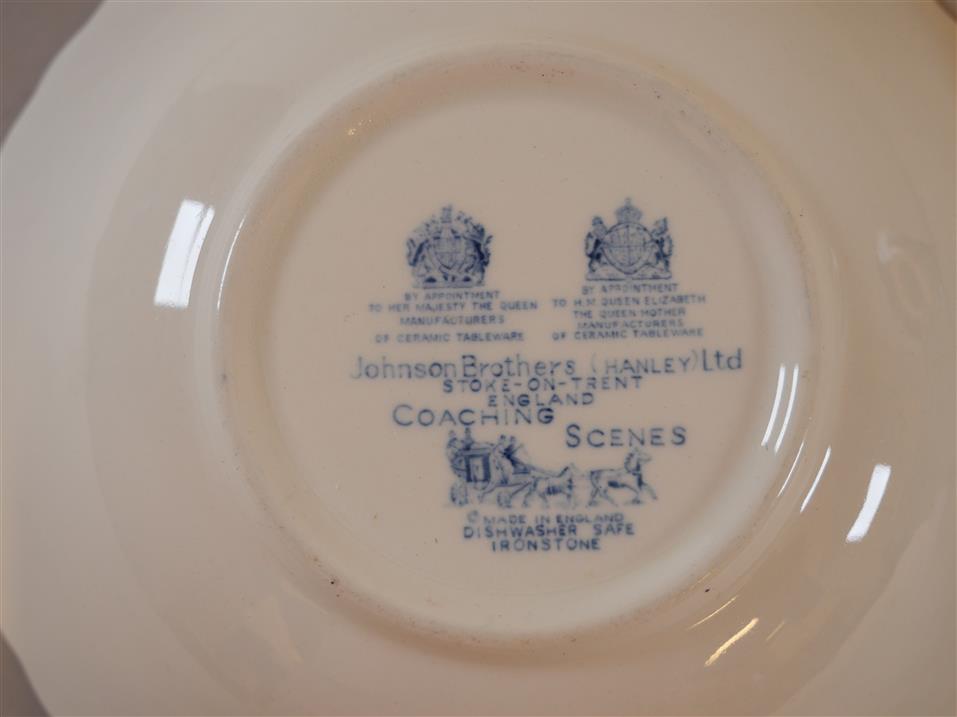 BY APPOINTMENT
TO HER MAJESTY THE QUEEN
MANUFACTURERS
OF CERAMIC TABLEWARE
BY APPOINTMENT
TO H.M. QUEEN ELIZABETH
THE QUEEN MOTHER
MANUFACTURERS
OF CERAMIC TABLEWARE
Johnson Brothers (HANLEY) Ltd
STOKE-ON-TRENT
ENGLAND
COACHING
SCENES
© MADE IN ENGLAND
DISHWASHER SAFE
IRONSTONE